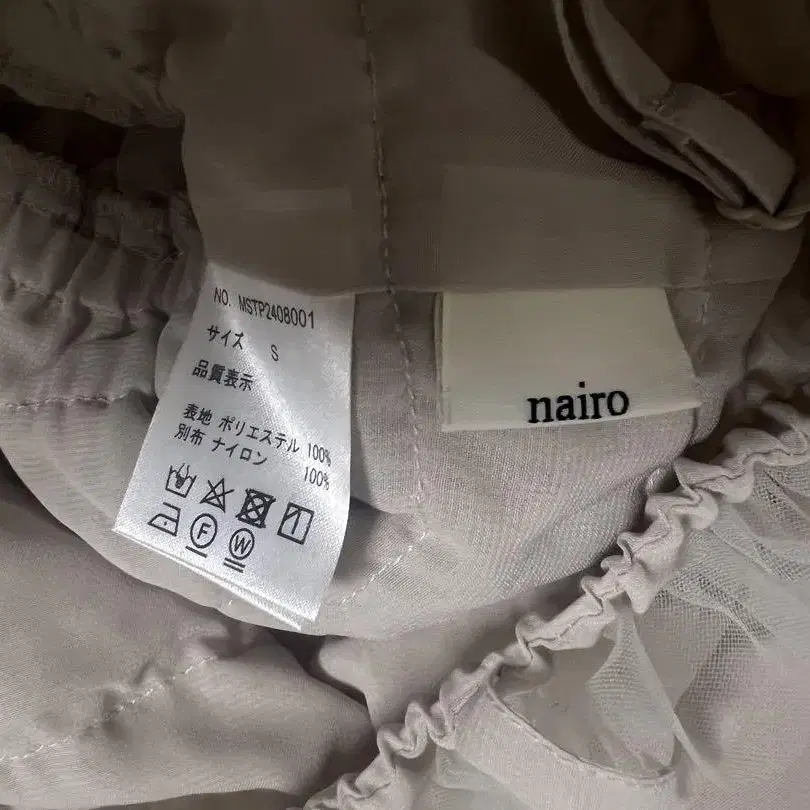 NO. MSTP2408001
サイズ S
品質表示
表地 ポリエステル 100%
別布 ナイロン 100%
F
W
nairo